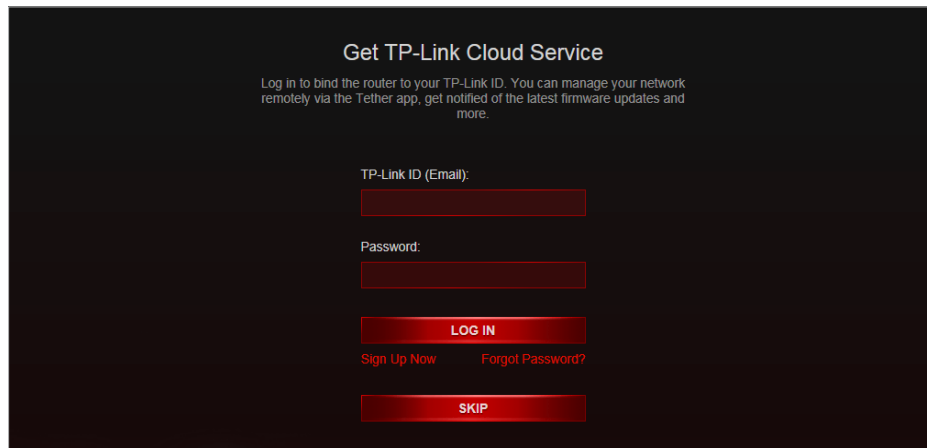 Get TP-Link Cloud Service
Log in to bind the router to your TP-Link ID. You can manage your network
remotely via the Tether app, get notified of the latest firmware updates and
more.
TP-Link ID (Email):
Password:
LOG IN
Sign Up Now Forgot Password?
SKIP